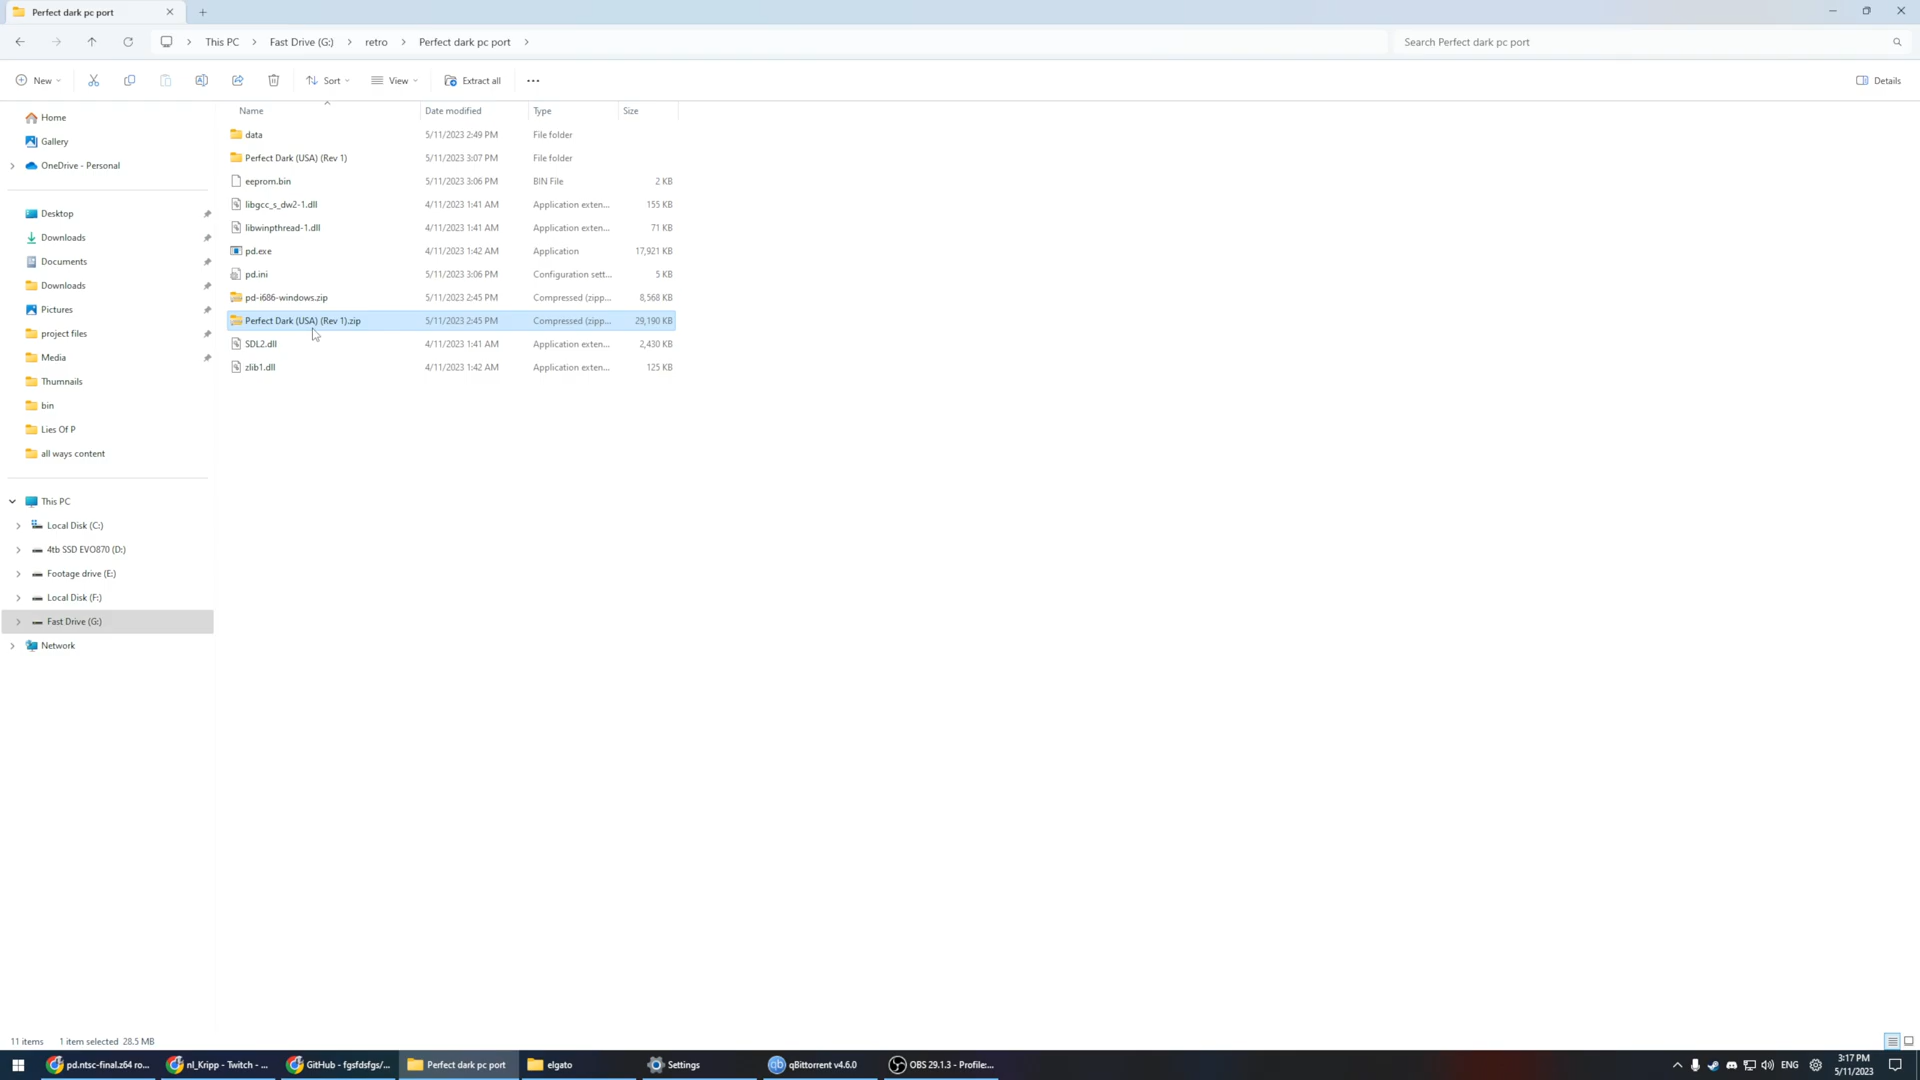 Perfect dark pc port
This PC
Fast Drive (G:)
retro
Perfect dark pc port
Search Perfect dark pc port
New
Sort
View
Extract all
Details
Home
Gallery
OneDrive - Personal
Desktop
Downloads
Documents
Downloads
Pictures
project files
Media
Thumnails
bin
Lies Of P
all ways content
This PC
Local Disk (C:)
4tb SSD EVO870 (D:)
Footage drive (E:)
Local Disk (F:)
Fast Drive (G:)
Network
Name Date modified Type Size
data 5/11/2023 2:49 PM File folder
Perfect Dark (USA) (Rev 1) 5/11/2023 3:07 PM File folder
eeprom.bin 5/11/2023 3:06 PM BIN File 2 KB
libgcc_s_dw2-1.dll 4/11/2023 1:41 AM Application exten... 155 KB
libwinpthread-1.dll 4/11/2023 1:41 AM Application exten... 71 KB
pd.exe 4/11/2023 1:42 AM Application 17,921 KB
pd.ini 5/11/2023 3:06 PM Configuration sett... 5 KB
pd-i686-windows.zip 5/11/2023 2:45 PM Compressed (zipp... 8,568 KB
Perfect Dark (USA) (Rev 1).zip 5/11/2023 2:45 PM Compressed (zipp... 29,190 KB
SDL2.dll 4/11/2023 1:41 AM Application exten... 2,430 KB
zlib1.dll 4/11/2023 1:42 AM Application exten... 125 KB
11 items 1 item selected 28.5 MB
pd.ntsc-final.z64 ro...
nl_Kripp - Twitch - ...
GitHub - fgsfdsfgs/...
Perfect dark pc port
elgato
Settings
qb qBittorrent v4.6.0
OBS 29.1.3 - Profile:...
ENG
3:17 PM
5/11/2023